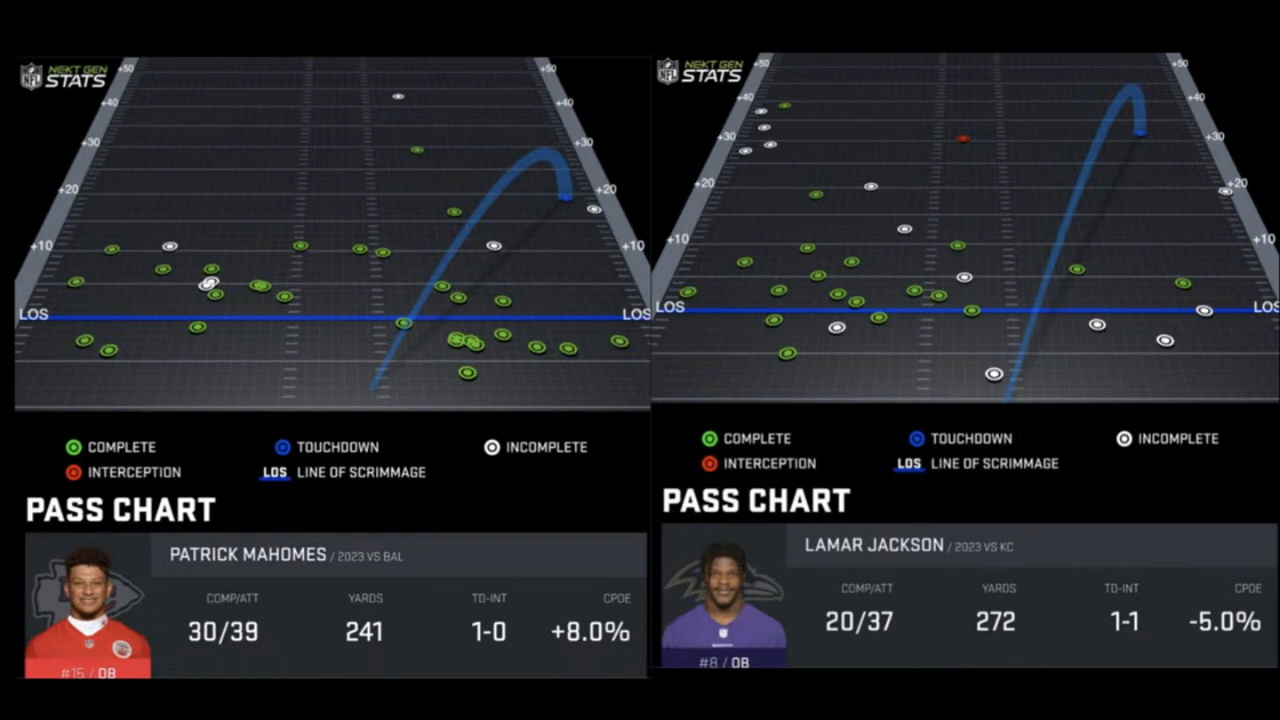 NFL NEXT GEN STATS
+50 +50
+40 +40
+30 +30
+20 +20
+10 +10
LOS LOS
COMPLETE TOUCHDOWN INCOMPLETE
INTERCEPTION LOS LINE OF SCRIMMAGE
PASS CHART
PATRICK MAHOMES / 2023 VS BAL
COMP/ATT YARDS TD-INT CPOE
30/39 241 1-0 +8.0%
#15 / QB
NFL NEXT GEN STATS
+50 +50
+40 +40
+30 +30
+20 +20
+10 +10
LOS LOS
COMPLETE TOUCHDOWN INCOMPLETE
INTERCEPTION LOS LINE OF SCRIMMAGE
PASS CHART
LAMAR JACKSON / 2023 VS KC
COMP/ATT YARDS TD-INT CPOE
20/37 272 1-1 -5.0%
#8 / QB